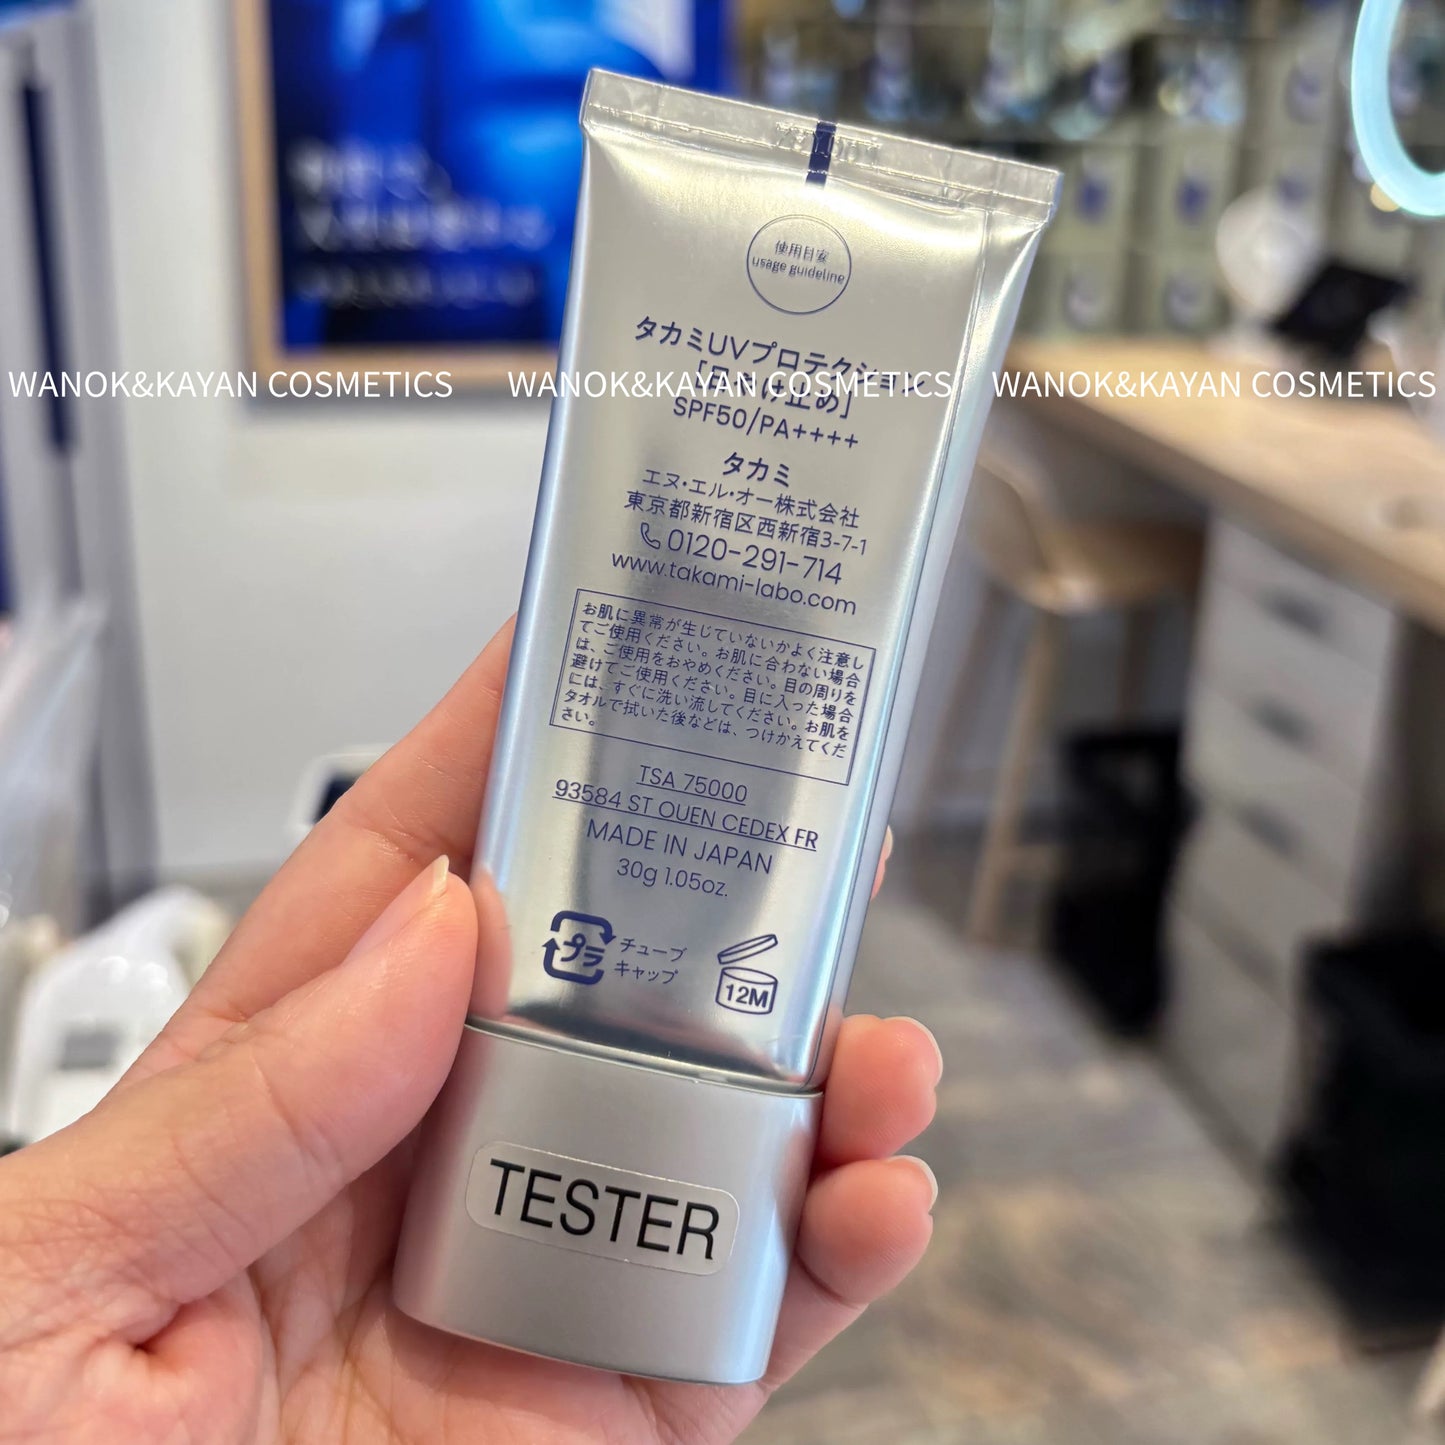 使用目安
usage guideline
タカミUVプロテクション
WANOK&KAYAN COSMETICS WANOK&KAYAN COSMETICS WANOK&KAYAN COSMETICS
「日やけ止め」
SPF50/PA++++
タカミ
エヌ・エル・オー株式会社
東京都新宿区西新宿3-7-1
0120-291-714
www.takami-labo.com
お肌に異常が生じていないかよく注意し
てご使用ください。お肌に合わない場合
は、ご使用をおやめください。目の周りを
避けてご使用ください。目に入った場合
には、すぐに洗い流してください。お肌を
タオルで拭いた後などは、つけかえてくだ
さい。
TSA 75000
93584 ST OUEN CEDEX FR
MADE IN JAPAN
30g 1.05oz.
プラ チューブ
キャップ
12M
TESTER